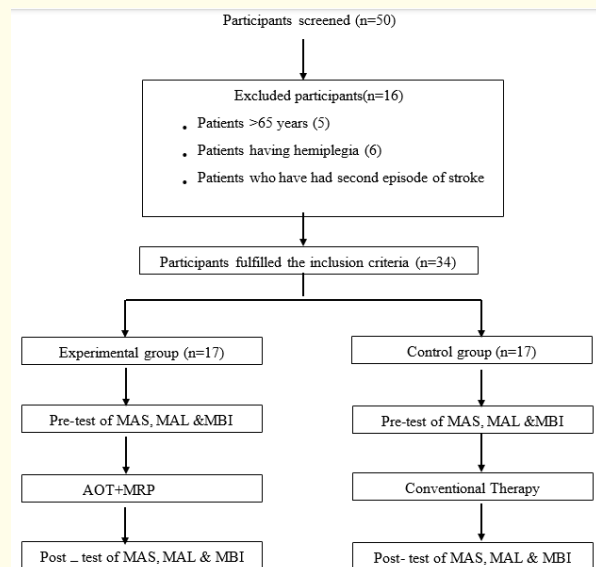 Participants screened (n=50)
Excluded participants(n=16)
• Patients >65 years (5)
• Patients having hemiplegia (6)
• Patients who have had second episode of stroke
Participants fulfilled the inclusion criteria (n=34)
Experimental group (n=17)
Control group (n=17)
Pre-test of MAS, MAL &MBI
Pre-test of MAS, MAL &MBI
AOT+MRP
Conventional Therapy
Post _ test of MAS, MAL & MBI
Post- test of MAS, MAL & MBI